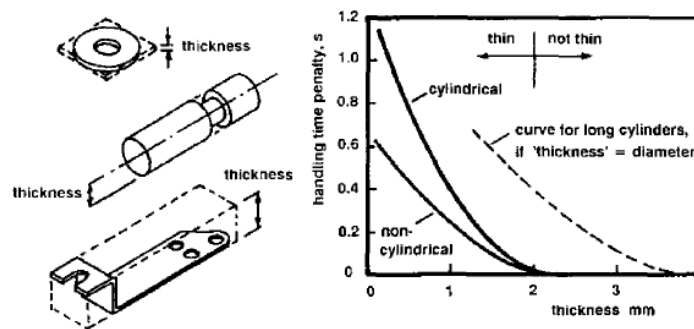 thickness
thickness
thickness
handling time penalty, s
1.2
1.0
0.8
0.6
0.4
0.2
0
thin
not thin
cylindrical
curve for long cylinders,
if 'thickness' = diameter
non-
cylindrical
0
1
2
3
thickness mm